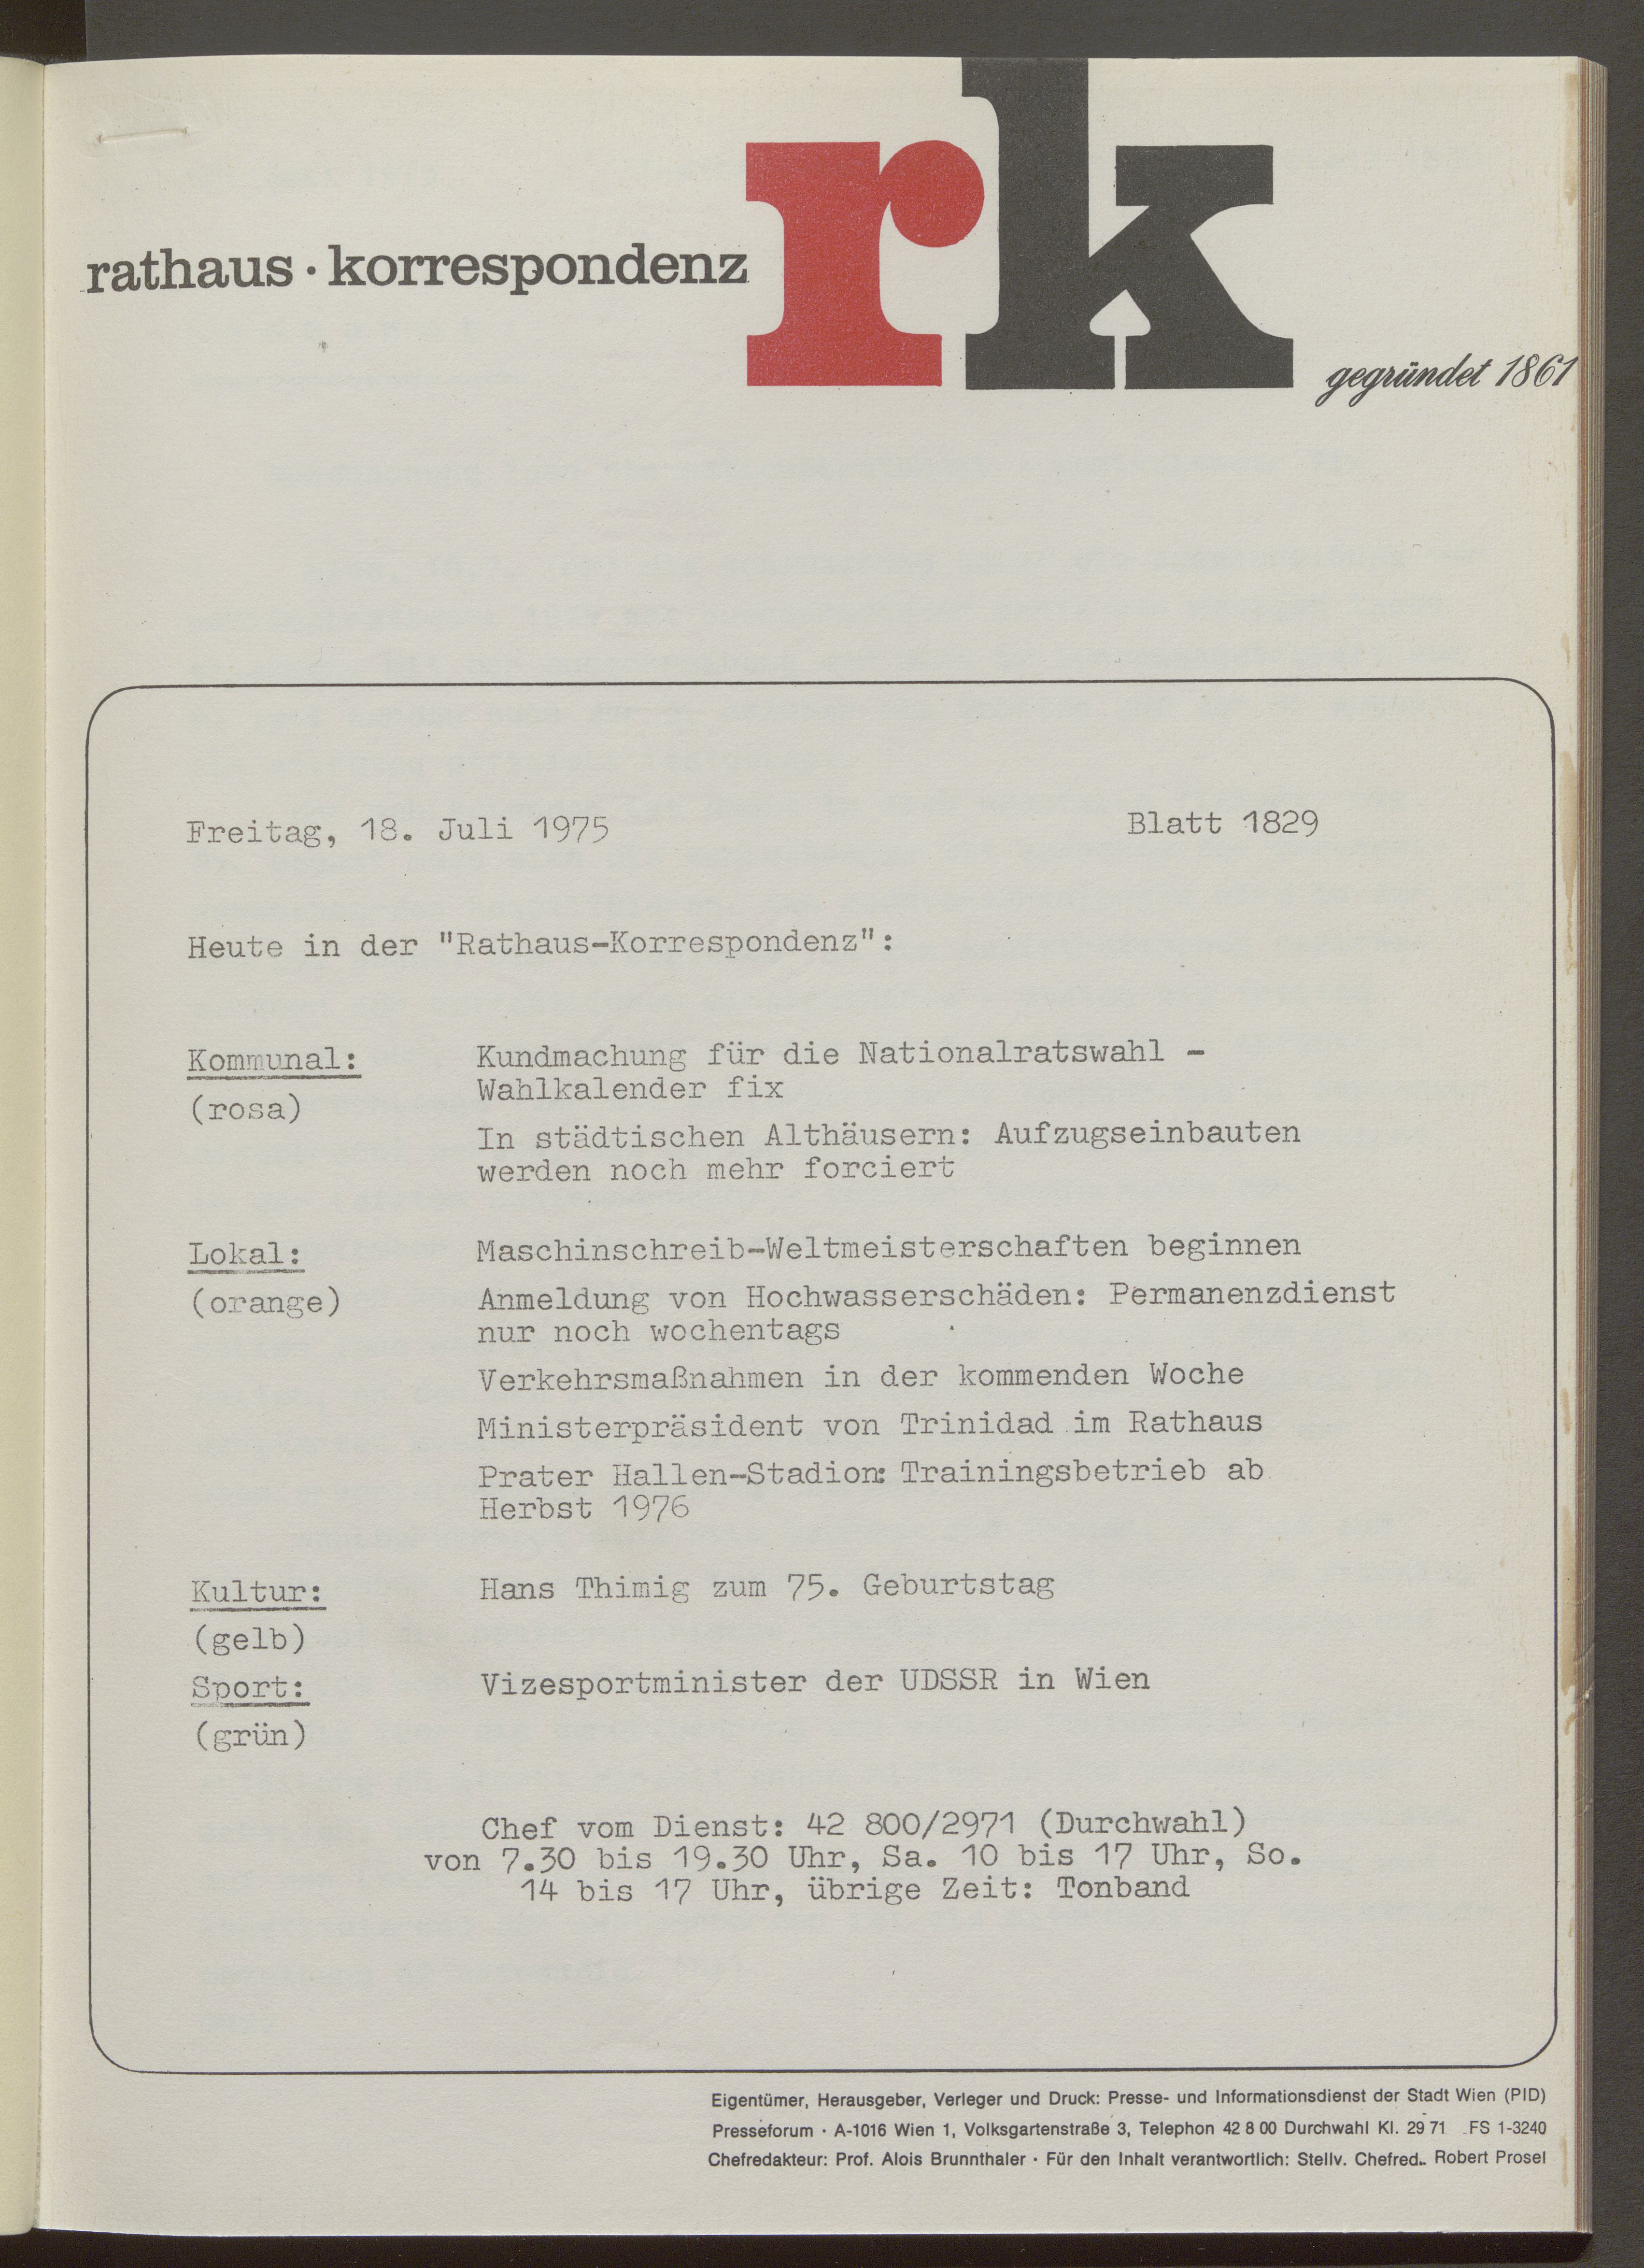 rathaus · korrespondenz
rk
gegründet 1861
Freitag, 18. Juli 1975 Blatt 1829
Heute in der "Rathaus-Korrespondenz":
Kommunal: Kundmachung für die Nationalratswahl -
Wahlkalender fix
(rosa)
In städtischen Althäusern: Aufzugseinbauten
werden noch mehr forciert
Lokal: Maschinschreib-Weltmeisterschaften beginnen
(orange) Anmeldung von Hochwasserschäden: Permanenzdienst
nur noch wochentags
Verkehrsmaßnahmen in der kommenden Woche
Ministerpräsident von Trinidad im Rathaus
Prater Hallen-Stadion: Trainingsbetrieb ab
Herbst 1976
Kultur: Hans Thimig zum 75. Geburtstag
(gelb)
Sport: Vizesportminister der UDSSR in Wien
(grün)
Chef vom Dienst: 42 800/2971 (Durchwahl)
von 7.30 bis 19.30 Uhr, Sa. 10 bis 17 Uhr, So.
14 bis 17 Uhr, übrige Zeit: Tonband
Eigentümer, Herausgeber, Verleger und Druck: Presse- und Informationsdienst der Stadt Wien (PID)
Presseforum · A-1016 Wien 1, Volksgartenstraße 3, Telephon 42 8 00 Durchwahl Kl. 29 71 FS 1-3240
Chefredakteur: Prof. Alois Brunnthaler · Für den Inhalt verantwortlich: Stellv. Chefred.. Robert Prosel